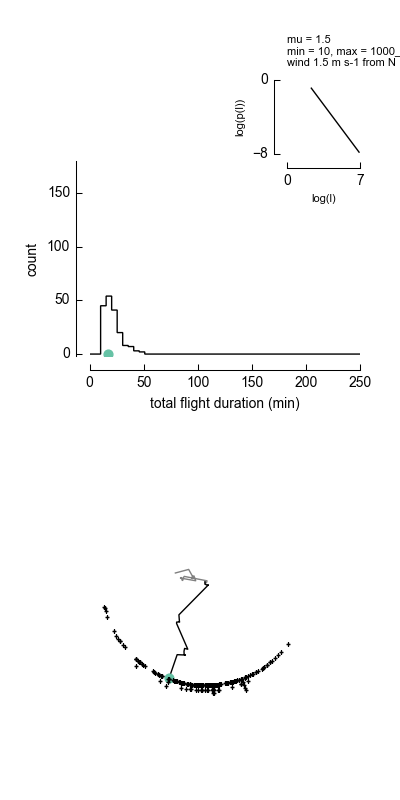 mu = 1.5
min = 10, max = 1000_
wind 1.5 m s-1 from N
0
log(p(l))
−8
0
7
log(l)
150
100
50
0
count
0
50
100
150
200
250
total flight duration (min)